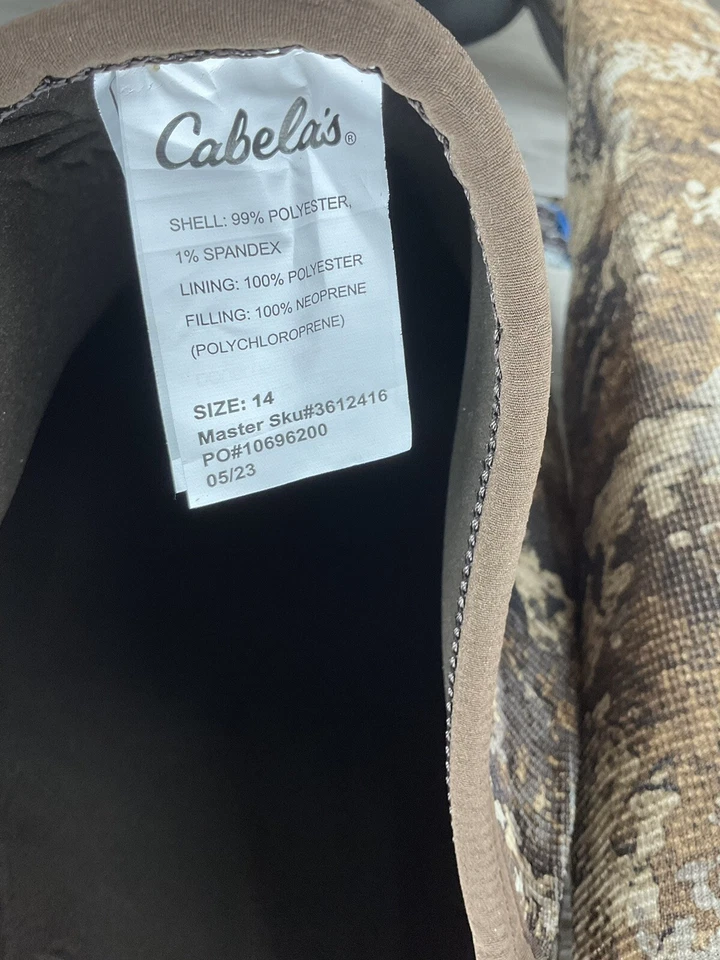 Cabela's®
SHELL: 99% POLYESTER,
1% SPANDEX
LINING: 100% POLYESTER
FILLING: 100% NEOPRENE
(POLYCHLOROPRENE)
SIZE: 14
Master Sku#3612416
PO#10696200
05/23